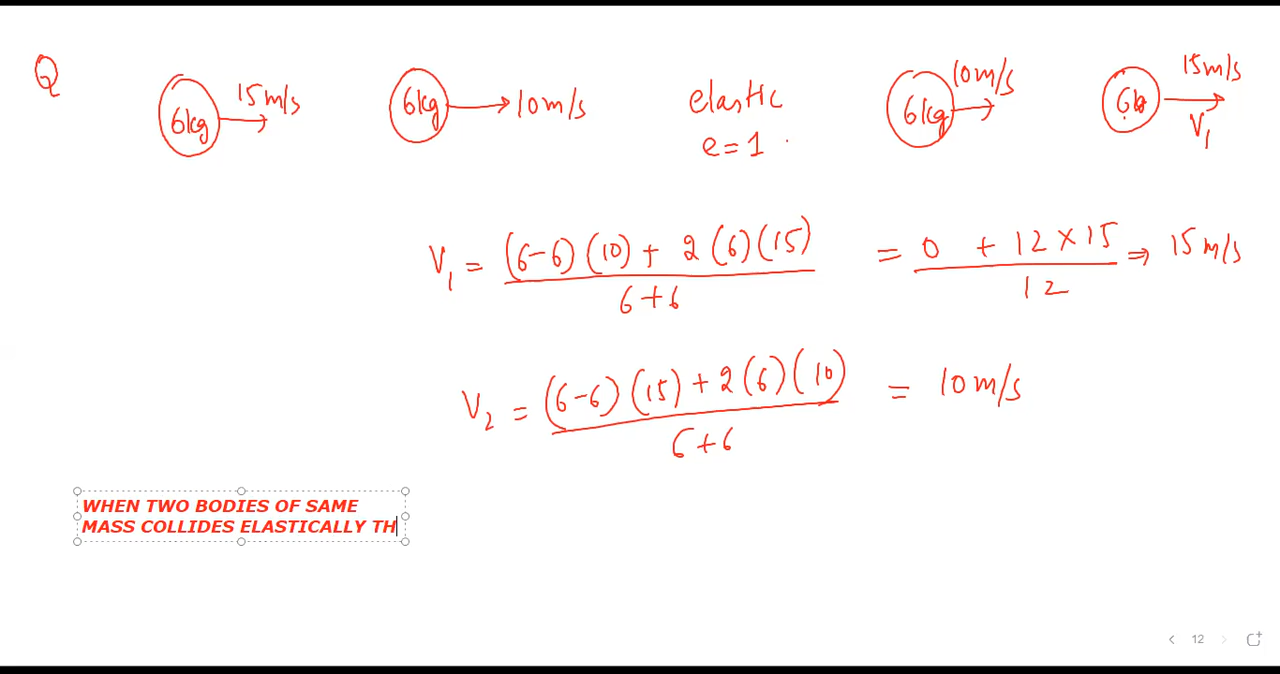 Q
6kg 15m/s 6kg 10m/s elastic 6kg 10m/s 6kg 15m/s
e=1 V₁
V₁ = (6-6)(10) + 2(6)(15) / 6+6 = 0 + 12×15 / 12 ⇒ 15m/s
V₂ = (6-6)(15) + 2(6)(10) / 6+6 = 10m/s
WHEN TWO BODIES OF SAME
MASS COLLIDES ELASTICALLY TH
12